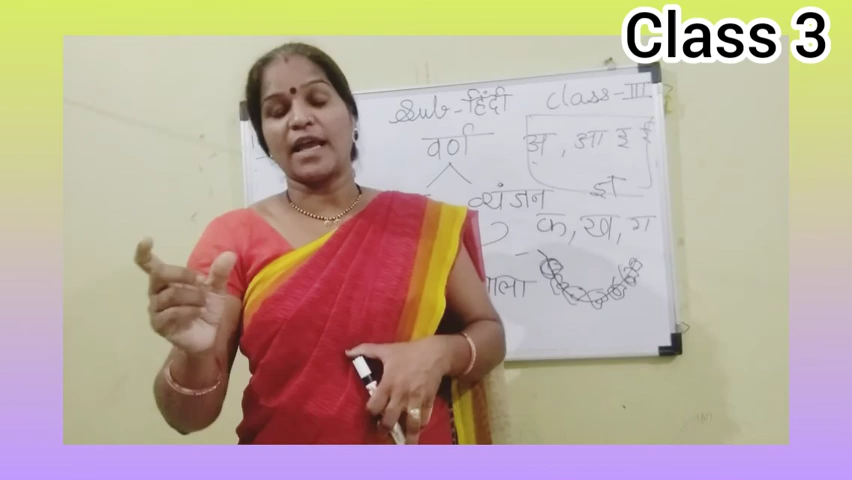 Class 3
Sub-हिंदी class-III
वर्ण अ, आ इ ई
ज्ञ
व्यंजन
क, ख, ग
माला